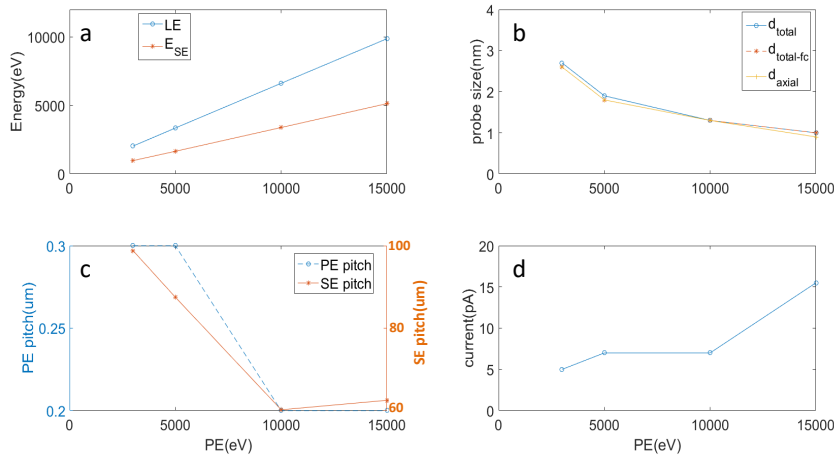 a
LE
E_SE
Energy(eV)
10000
5000
0
0 5000 10000 15000
b
d_total
d_total-fc
d_axial
probe size(nm)
4
3
2
1
0
0 5000 10000 15000
c
PE pitch
SE pitch
PE pitch(um)
0.3
0.25
0.2
SE pitch(um)
100
80
60
0 5000 10000 15000
PE(eV)
d
current(pA)
20
15
10
5
0
0 5000 10000 15000
PE(eV)